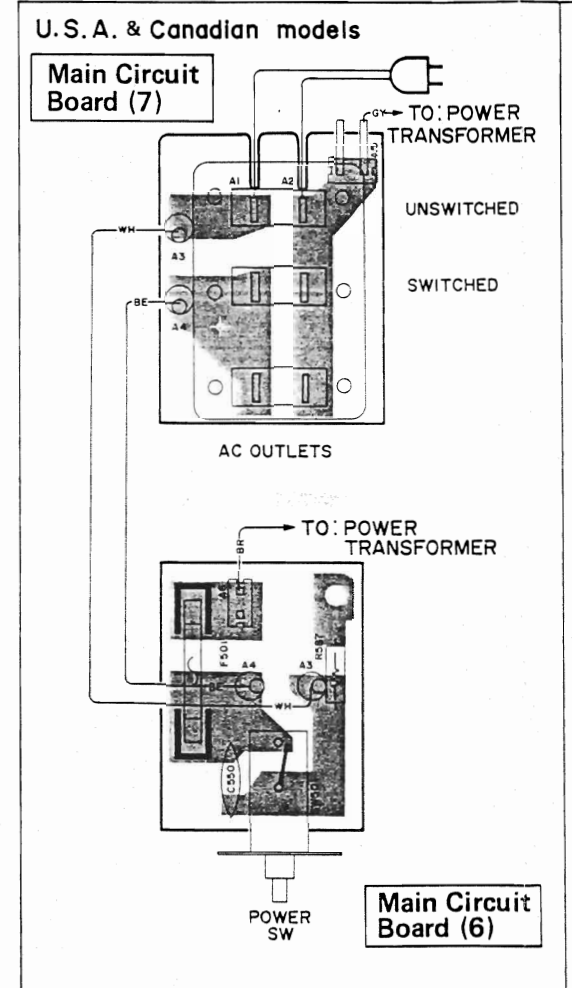 U.S.A. & Canadian models
Main Circuit
Board (7)
GY
TO: POWER
TRANSFORMER
A1
A2
UNSWITCHED
WH
A3
SWITCHED
BE
A4
AC OUTLETS
TO: POWER
TRANSFORMER
BR
F501
R587
A4
A3
BE
WH
C550
POWER
SW
Main Circuit
Board (6)